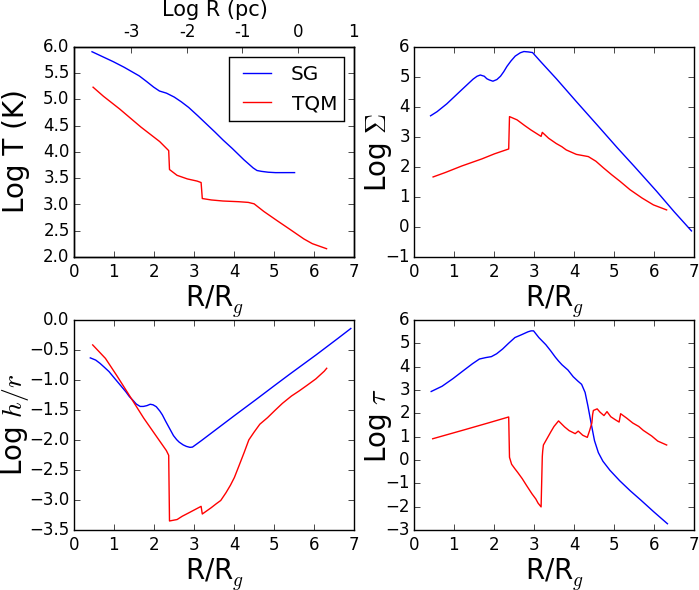 Log R (pc)
-3 -2 -1 0 1
6.0
5.5
5.0
4.5
4.0
3.5
3.0
2.5
2.0
Log T (K)
SG
TQM
0 1 2 3 4 5 6 7
R/R_g
6
5
4
3
2
1
0
−1
Log Σ
0 1 2 3 4 5 6 7
R/R_g
0.0
−0.5
−1.0
−1.5
−2.0
−2.5
−3.0
−3.5
Log h/r
0 1 2 3 4 5 6 7
R/R_g
6
5
4
3
2
1
0
−1
−2
−3
Log τ
0 1 2 3 4 5 6 7
R/R_g